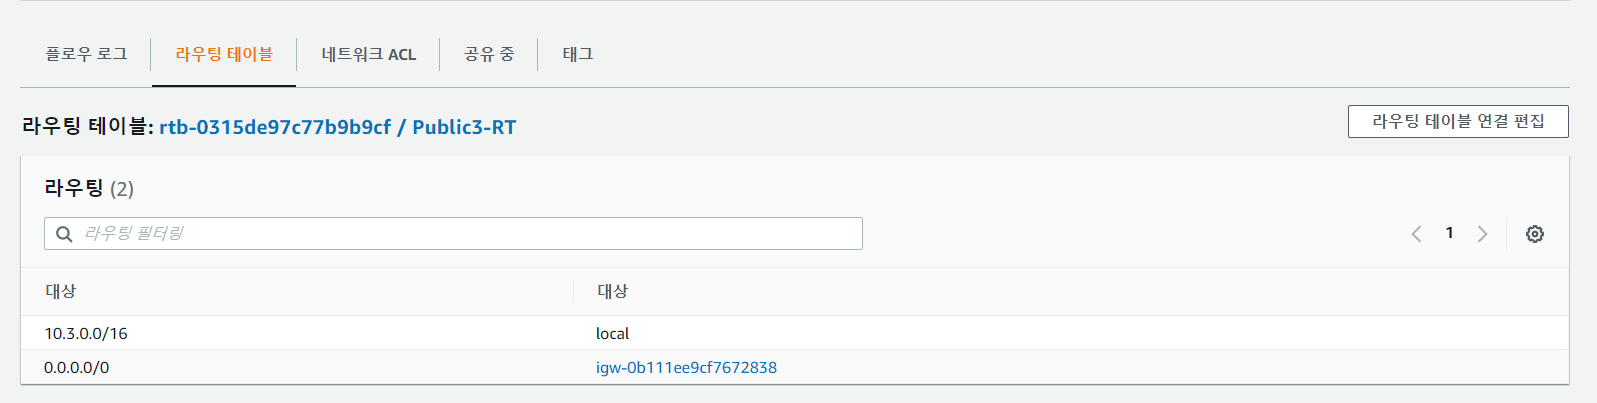 플로우 로그 라우팅 테이블 네트워크 ACL 공유 중 태그
라우팅 테이블: rtb-0315de97c77b9b9cf / Public3-RT 라우팅 테이블 연결 편집
라우팅 (2)
라우팅 필터링 1
대상 대상
10.3.0.0/16 local
0.0.0.0/0 igw-0b111ee9cf7672838